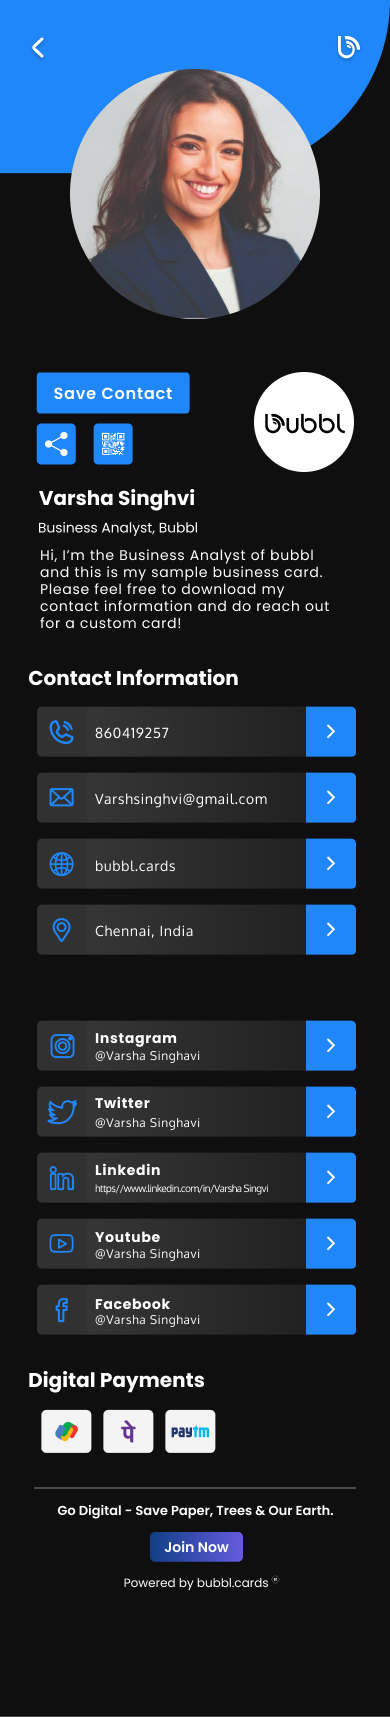 Save Contact
bubbl
Varsha Singhvi
Business Analyst, Bubbl
Hi, I'm the Business Analyst of bubbl
and this is my sample business card.
Please feel free to download my
contact information and do reach out
for a custom card!
Contact Information
860419257
Varshsinghvi@gmail.com
bubbl.cards
Chennai, India
Instagram
@Varsha Singhavi
Twitter
@Varsha Singhavi
Linkedin
https//www.linkedin.com/in/Varsha Singvi
Youtube
@Varsha Singhavi
Facebook
@Varsha Singhavi
Digital Payments
पे
paytm
Go Digital - Save Paper, Trees & Our Earth.
Join Now
Powered by bubbl.cards